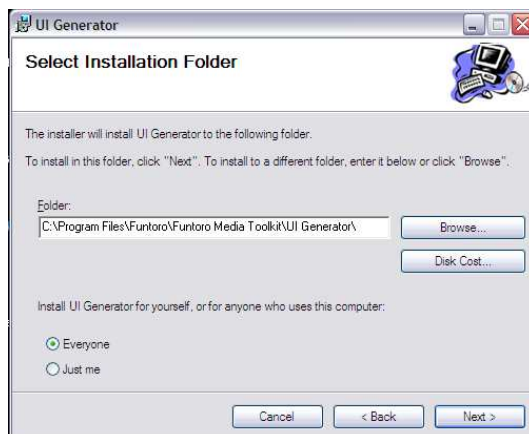 UI Generator
Select Installation Folder
The installer will install UI Generator to the following folder.
To install in this folder, click "Next". To install to a different folder, enter it below or click "Browse".
Folder:
C:\Program Files\Funtoro\Funtoro Media Toolkit\UI Generator\
Browse...
Disk Cost...
Install UI Generator for yourself, or for anyone who uses this computer:
Everyone
Just me
Cancel
< Back
Next >